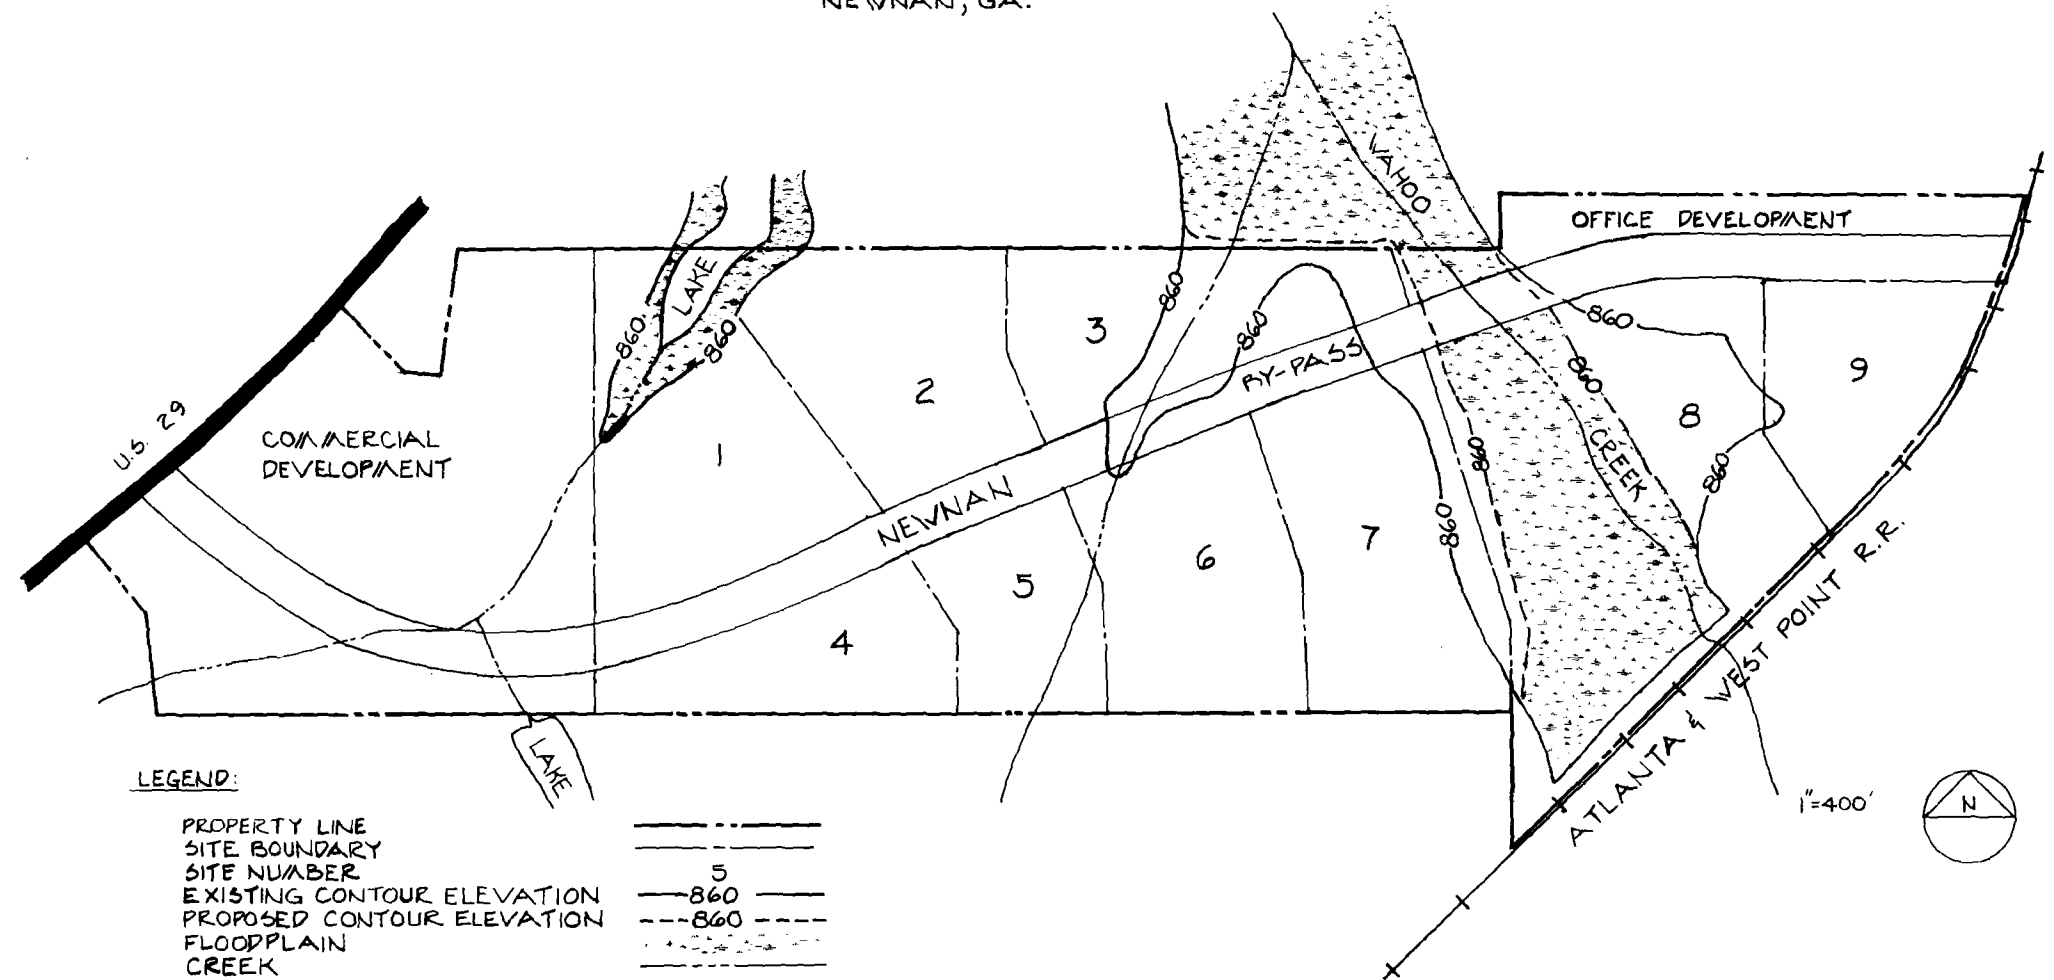 NEWNAN, GA.
WAHOO
OFFICE DEVELOPMENT
LAKE
860
860
860
860
860
860
3
2
9
BY-PASS
8
U.S. 29
COMMERCIAL
DEVELOPMENT
1
CREEK
860
860
860
NEWNAN
7
6
5
4
ATLANTA & WEST POINT R.R.
LAKE
LEGEND:
PROPERTY LINE
SITE BOUNDARY
SITE NUMBER 5
EXISTING CONTOUR ELEVATION 860
PROPOSED CONTOUR ELEVATION 860
FLOODPLAIN
CREEK
1"=400'
N